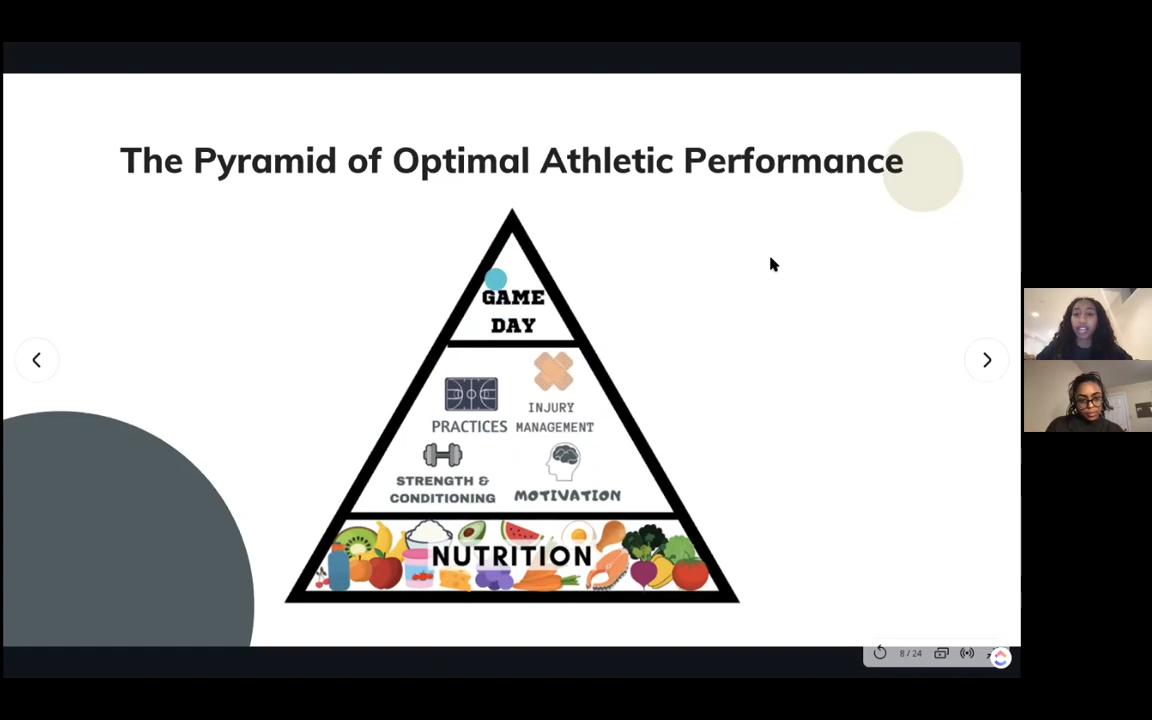 The Pyramid of Optimal Athletic Performance
GAME
DAY
INJURY
PRACTICES MANAGEMENT
STRENGTH &
CONDITIONING MOTIVATION
NUTRITION
8 / 24